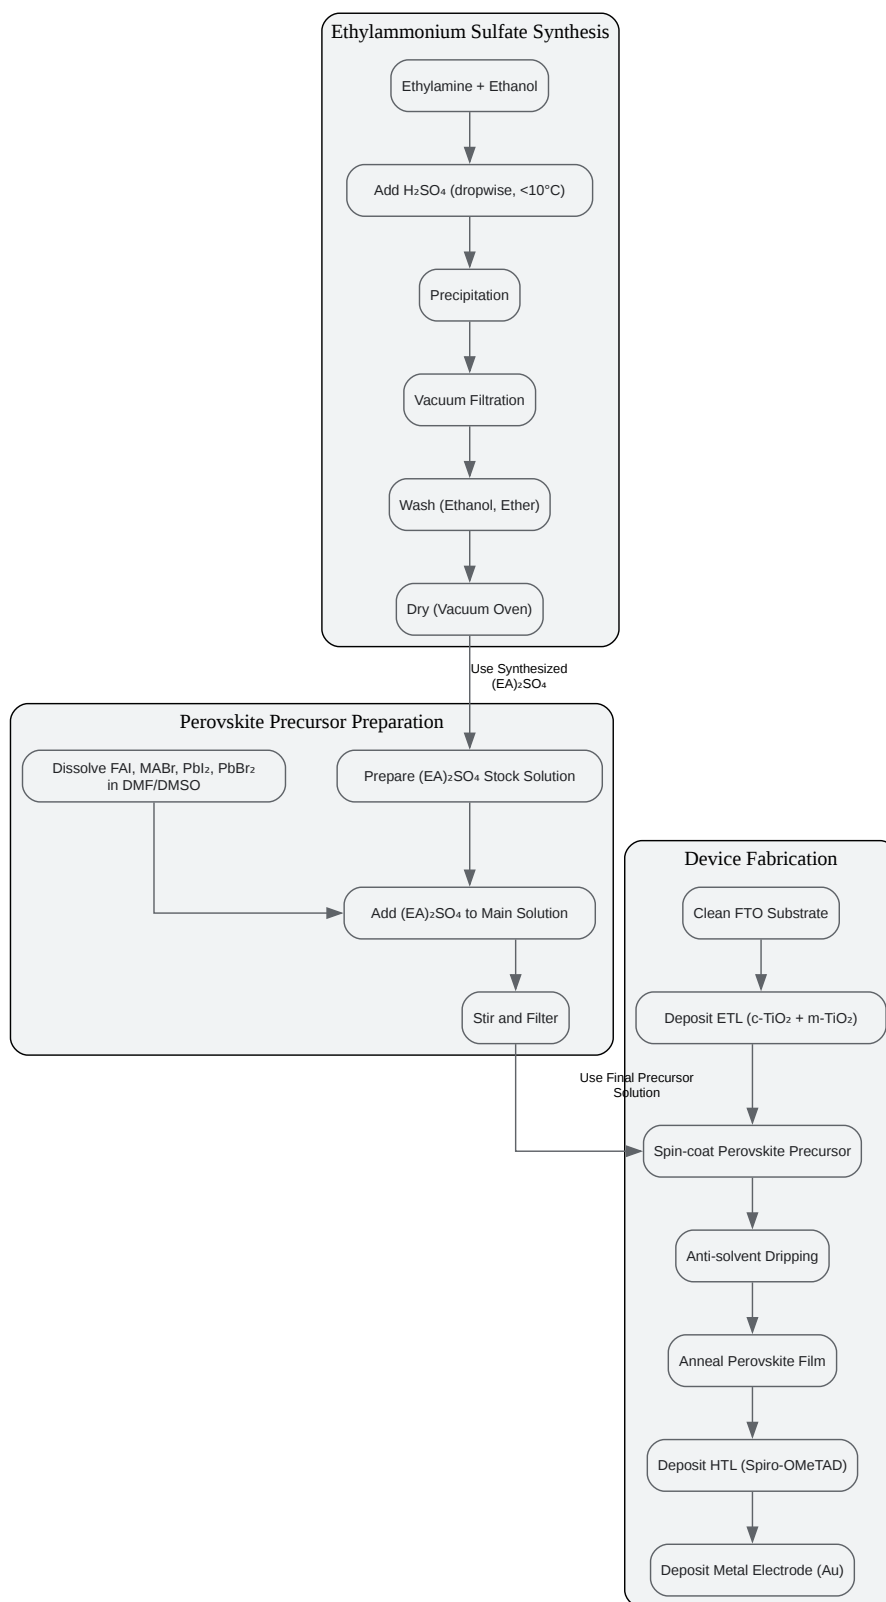 Ethylammonium Sulfate Synthesis
Ethylamine + Ethanol
Add H₂SO₄ (dropwise, <10°C)
Precipitation
Vacuum Filtration
Wash (Ethanol, Ether)
Dry (Vacuum Oven)
Use Synthesized
(EA)₂SO₄
Perovskite Precursor Preparation
Dissolve FAI, MABr, PbI₂, PbBr₂
in DMF/DMSO
Prepare (EA)₂SO₄ Stock Solution
Add (EA)₂SO₄ to Main Solution
Stir and Filter
Use Final Precursor
Solution
Device Fabrication
Clean FTO Substrate
Deposit ETL (c-TiO₂ + m-TiO₂)
Spin-coat Perovskite Precursor
Anti-solvent Dripping
Anneal Perovskite Film
Deposit HTL (Spiro-OMeTAD)
Deposit Metal Electrode (Au)